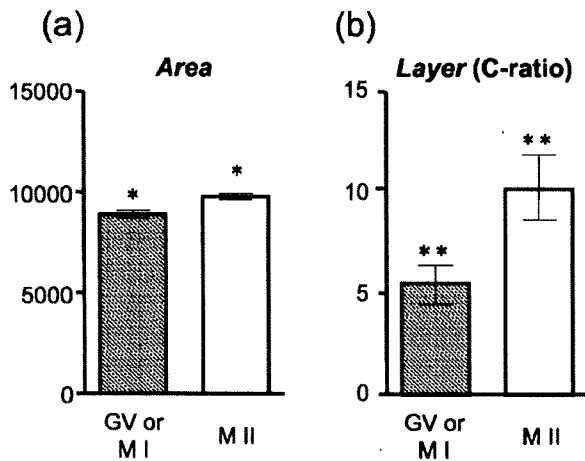 (a)
Area
15000
10000
5000
0
*
*
GV or
M I
M II
(b)
Layer (C-ratio)
15
10
5
0
**
**
GV or
M I
M II